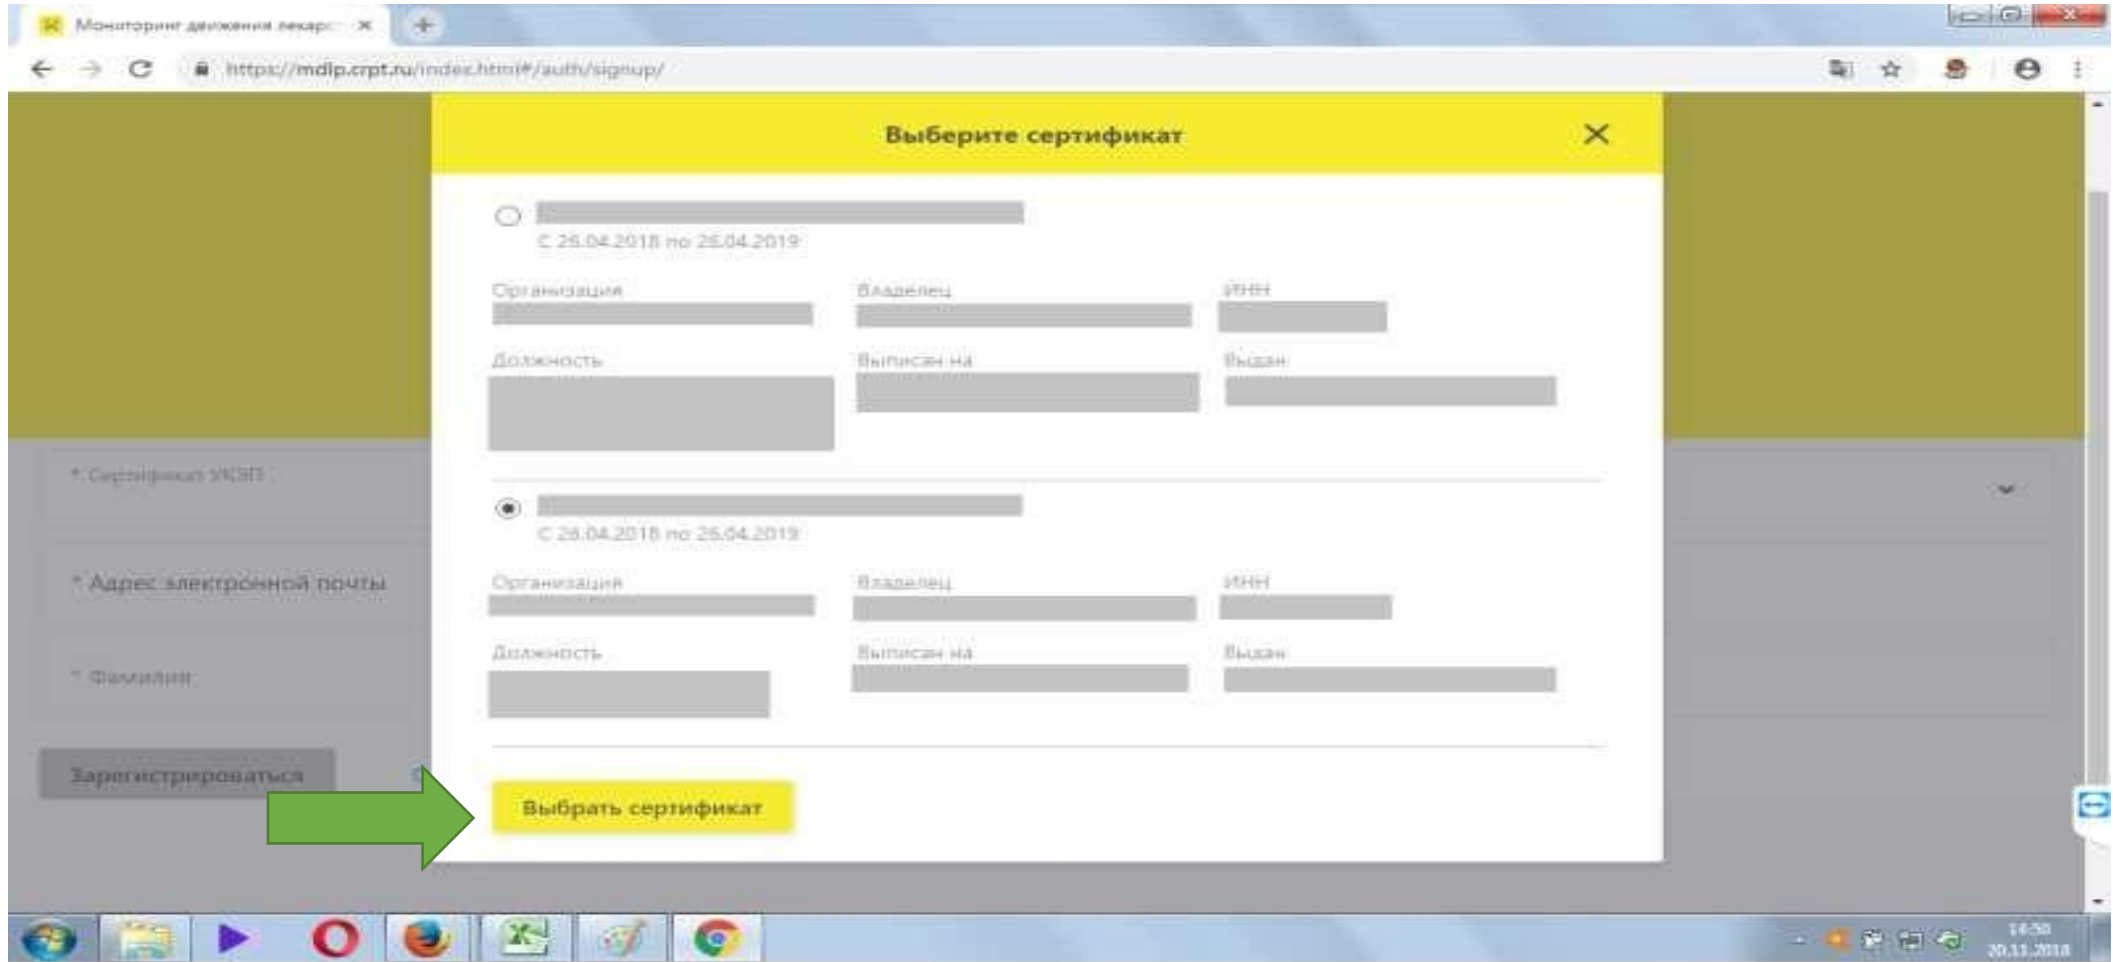 Мониторинг движения лекарс
https://mdlp.crpt.ru/index.html#/auth/signup/
Выберите сертификат
С 26.04.2018 по 26.04.2019
Организация Владелец ИНН
Должность Выписан на Выдан
* Сертификат УКЭП
С 26.04.2018 по 26.04.2019
* Адрес электронной почты
Организация Владелец ИНН
Должность Выписан на Выдан
* Фамилия
Зарегистрироваться
Выбрать сертификат
14:50
20.11.2018